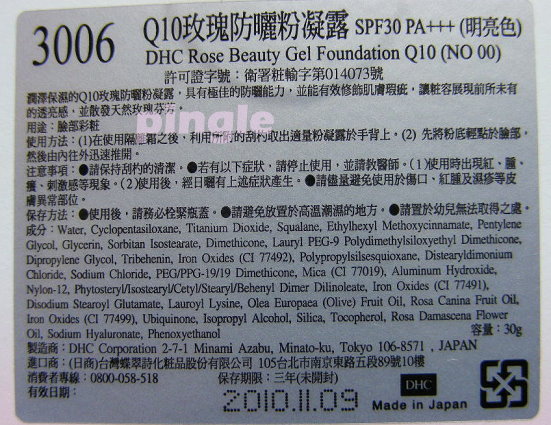 3006
Q10玫瑰防曬粉凝露 SPF30 PA+++ (明亮色)
DHC Rose Beauty Gel Foundation Q10 (NO 00)
許可證字號：衛署粧輸字第014073號
潤澤保濕的Q10玫瑰防曬粉凝露，具有極佳的防曬能力，並能有效修飾肌膚瑕疵，讓粧容展現前所未有
的透亮感，並散發天然玫瑰芬芳。
pingle
用途：臉部彩粧
使用方法：(1)在使用隔離霜之後，利用所附的刮杓取出適量粉凝露於手背上。(2) 先將粉底輕點於臉部，
然後由內往外迅速推開。
注意事項：●請保持刮杓的清潔。●若有以下症狀，請停止使用，並請教醫師。(1)使用時出現紅、腫、
癢、刺激感等現象。(2)使用後，經日曬有上述症狀產生。●請儘量避免使用於傷口，紅腫及濕疹等皮
膚異常部位。
保存方法：●使用後，請務必栓緊瓶蓋。●請避免放置於高溫潮濕的地方。●請置於幼兒無法取得之處。
成分：Water, Cyclopentasiloxane, Titanium Dioxide, Squalane, Ethylhexyl Methoxycinnamate, Pentylene
Glycol, Glycerin, Sorbitan Isostearate, Dimethicone, Lauryl PEG-9 Polydimethylsiloxyethyl Dimethicone,
Dipropylene Glycol, Tribehenin, Iron Oxides (CI 77492), Polypropylsilsesquioxane, Distearyldimonium
Chloride, Sodium Chloride, PEG/PPG-19/19 Dimethicone, Mica (CI 77019), Aluminum Hydroxide,
Nylon-12, Phytosteryl/Isostearyl/Cetyl/Stearyl/Behenyl Dimer Dilinoleate, Iron Oxides (CI 77491),
Disodium Stearoyl Glutamate, Lauroyl Lysine, Olea Europaea (Olive) Fruit Oil, Rosa Canina Fruit Oil,
Iron Oxides (CI 77499), Ubiquinone, Isopropyl Alcohol, Silica, Tocopherol, Rosa Damascena Flower
Oil, Sodium Hyaluronate, Phenoxyethanol
容量：30g
製造商：DHC Corporation 2-7-1 Minami Azabu, Minato-ku, Tokyo 106-8571 , JAPAN
進口商：(日商)台灣蝶翠詩化粧品股份有限公司 105台北市南京東路五段89號10樓
消費者專線：0800-058-518 保存期限：三年(未開封)
有效日期：
2010.11.09
DHC
Made in Japan